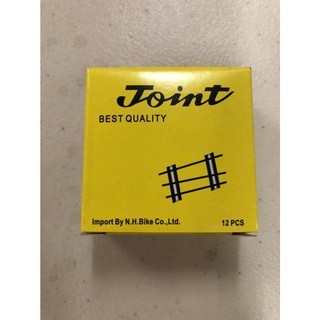 Joint
BEST QUALITY
Import By N.H.Bike Co.,Ltd. 12 PCS